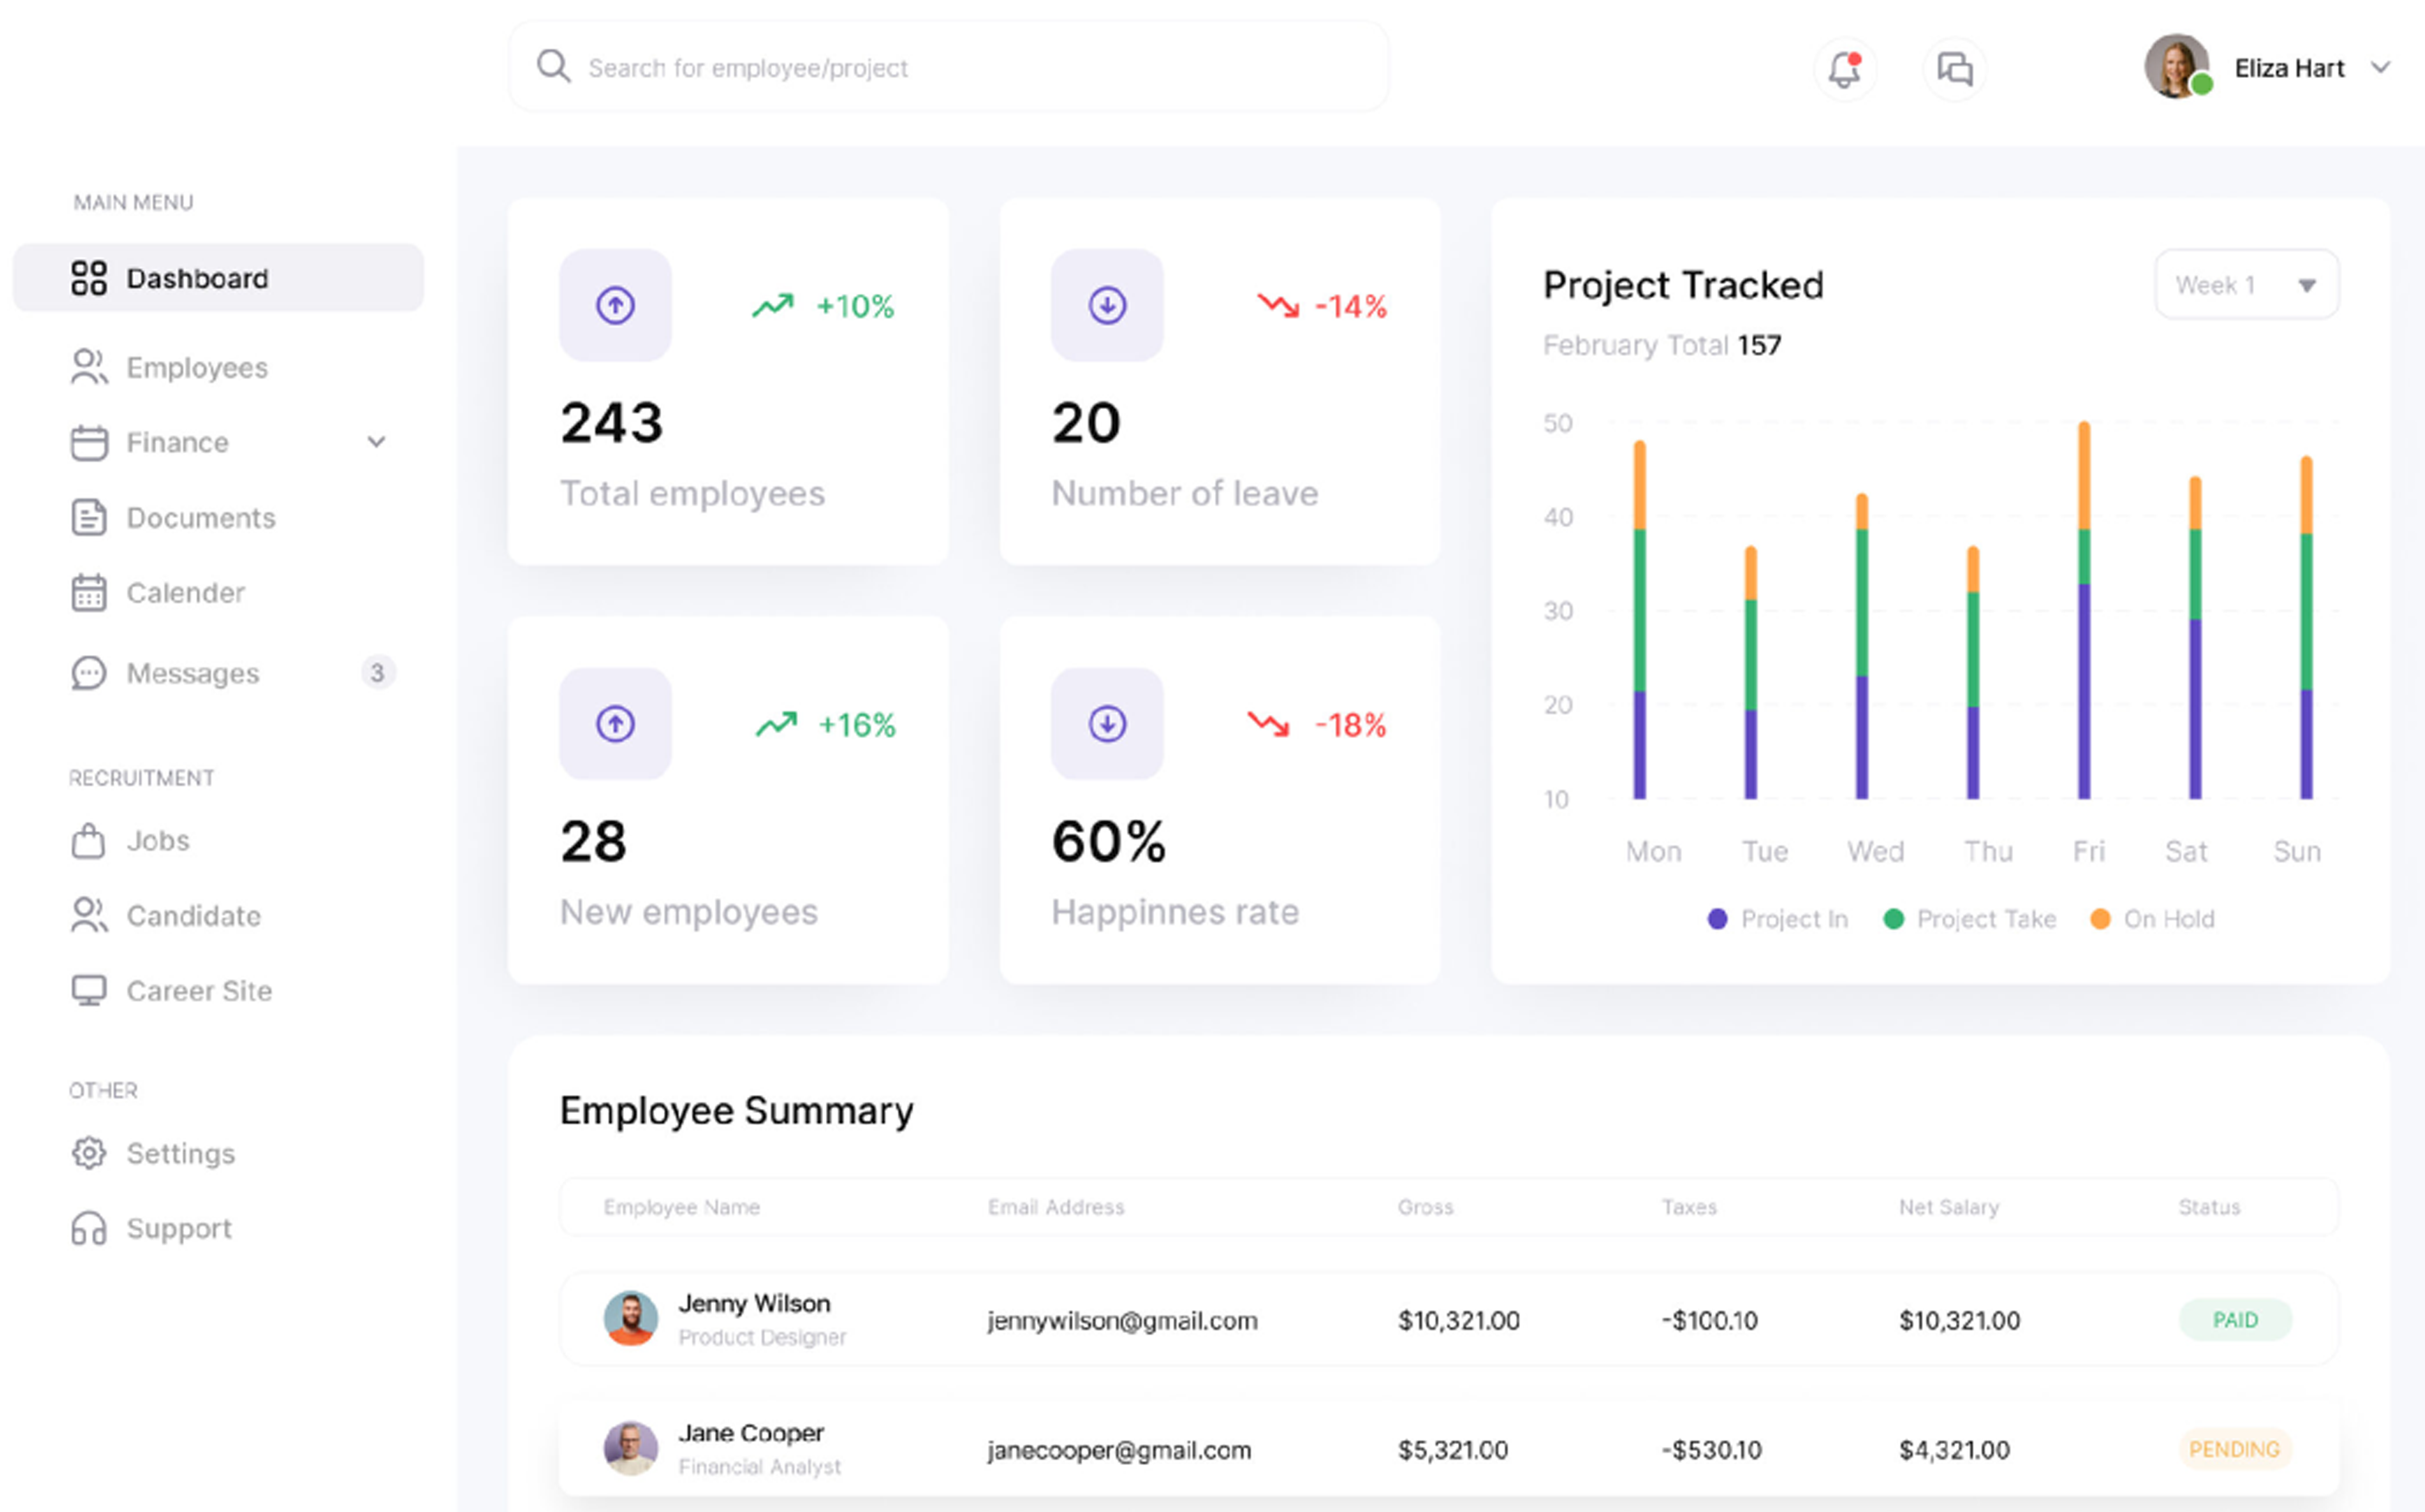 Search for employee/project
Eliza Hart
MAIN MENU
Dashboard
Employees
Finance
Documents
Calender
Messages 3
RECRUITMENT
Jobs
Candidate
Career Site
OTHER
Settings
Support
+10%
243
Total employees
-14%
20
Number of leave
+16%
28
New employees
-18%
60%
Happinnes rate
Project Tracked
Week 1
February Total 157
50
40
30
20
10
Mon Tue Wed Thu Fri Sat Sun
Project In Project Take On Hold
Employee Summary
Employee Name Email Address Gross Taxes Net Salary Status
Jenny Wilson
Product Designer
jennywilson@gmail.com $10,321.00 -$100.10 $10,321.00 PAID
Jane Cooper
Financial Analyst
janecooper@gmail.com $5,321.00 -$530.10 $4,321.00 PENDING